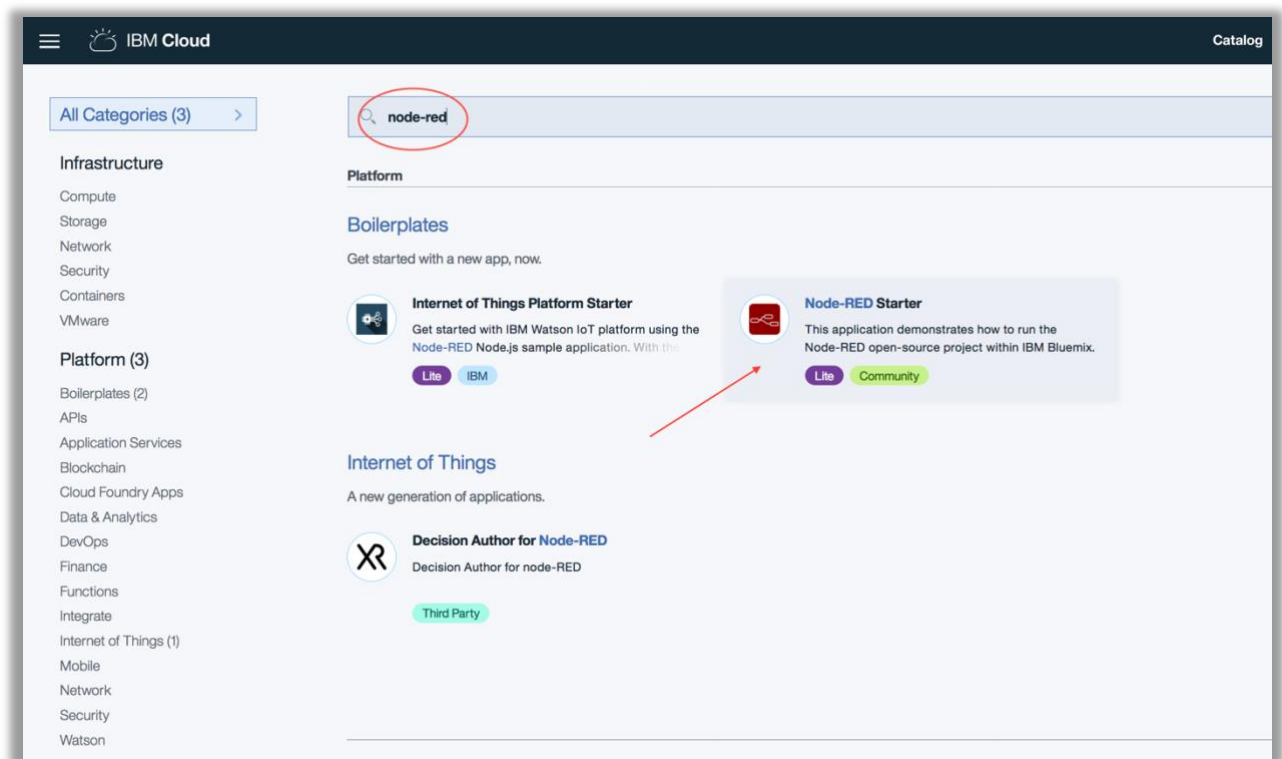 IBM Cloud
Catalog
All Categories (3)
Infrastructure
Compute
Storage
Network
Security
Containers
VMware
Platform (3)
Boilerplates (2)
APIs
Application Services
Blockchain
Cloud Foundry Apps
Data & Analytics
DevOps
Finance
Functions
Integrate
Internet of Things (1)
Mobile
Network
Security
Watson
node-red
Platform
Boilerplates
Get started with a new app, now.
Internet of Things Platform Starter
Get started with IBM Watson IoT platform using the
Node-RED Node.js sample application. With the
Lite IBM
Node-RED Starter
This application demonstrates how to run the
Node-RED open-source project within IBM Bluemix.
Lite Community
Internet of Things
A new generation of applications.
XR
Decision Author for Node-RED
Decision Author for node-RED
Third Party